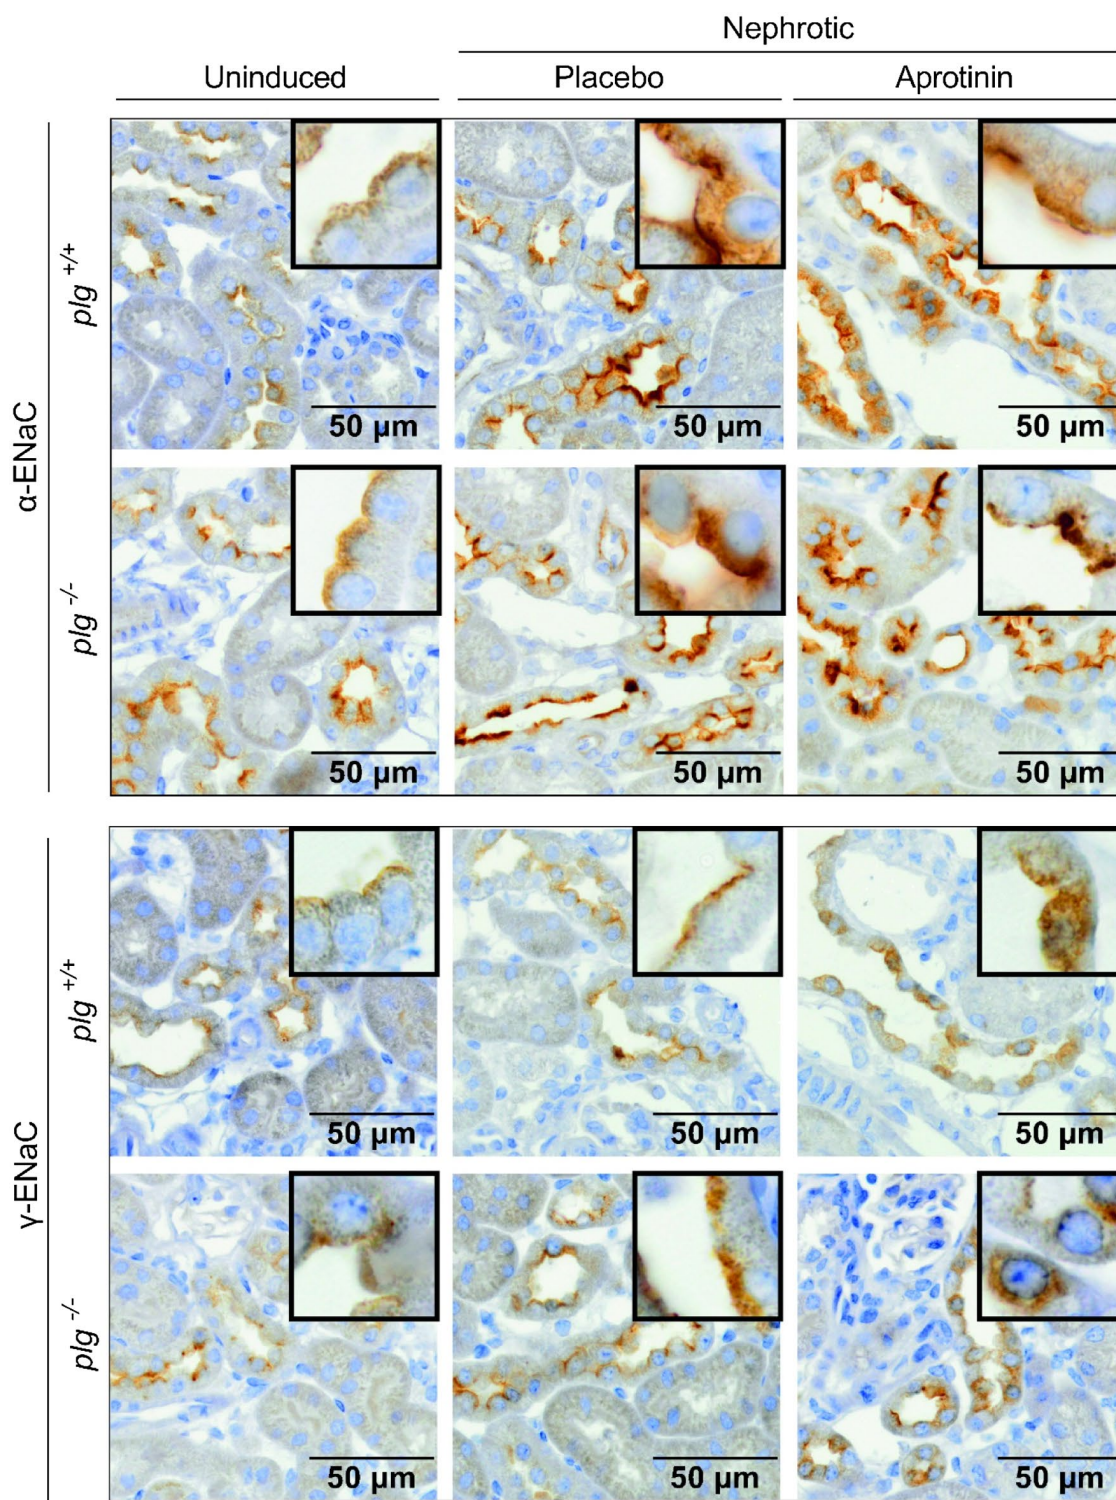 Nephrotic
Uninduced Placebo Aprotinin
α-ENaC
plg +/+
50 µm 50 µm 50 µm
plg -/-
50 µm 50 µm 50 µm
γ-ENaC
plg +/+
50 µm 50 µm 50 µm
plg -/-
50 µm 50 µm 50 µm